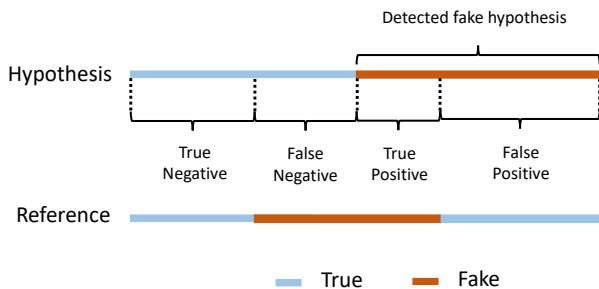 Detected fake hypothesis
Hypothesis
True
Negative
False
Negative
True
Positive
False
Positive
Reference
True
Fake